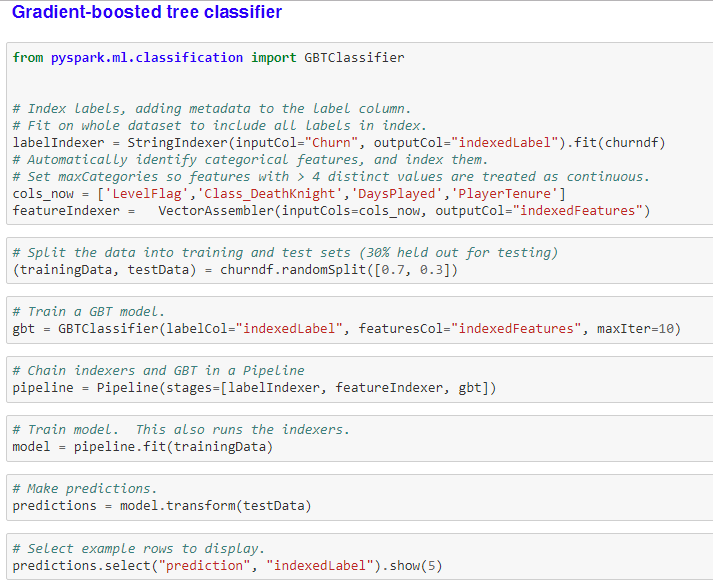 Gradient-boosted tree classifier
from pyspark.ml.classification import GBTClassifier
# Index labels, adding metadata to the label column.
# Fit on whole dataset to include all labels in index.
labelIndexer = StringIndexer(inputCol="Churn", outputCol="indexedLabel").fit(churndf)
# Automatically identify categorical features, and index them.
# Set maxCategories so features with > 4 distinct values are treated as continuous.
cols_now = ['LevelFlag','Class_DeathKnight','DaysPlayed','PlayerTenure']
featureIndexer =   VectorAssembler(inputCols=cols_now, outputCol="indexedFeatures")
# Split the data into training and test sets (30% held out for testing)
(trainingData, testData) = churndf.randomSplit([0.7, 0.3])
# Train a GBT model.
gbt = GBTClassifier(labelCol="indexedLabel", featuresCol="indexedFeatures", maxIter=10)
# Chain indexers and GBT in a Pipeline
pipeline = Pipeline(stages=[labelIndexer, featureIndexer, gbt])
# Train model.  This also runs the indexers.
model = pipeline.fit(trainingData)
# Make predictions.
predictions = model.transform(testData)
# Select example rows to display.
predictions.select("prediction", "indexedLabel").show(5)